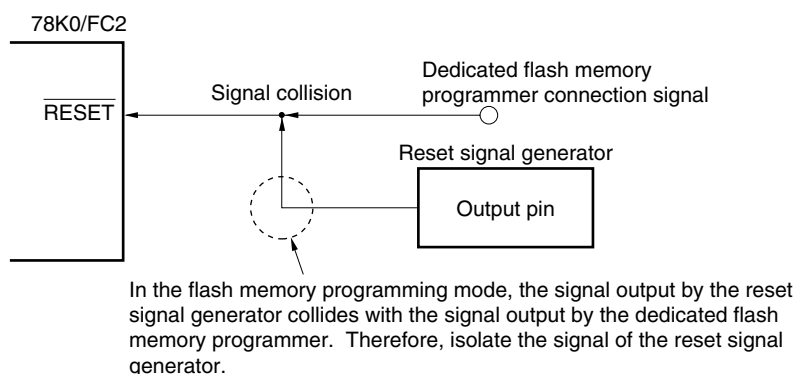 78K0/FC2
Dedicated flash memory
programmer connection signal
Signal collision
RESET
Reset signal generator
Output pin
In the flash memory programming mode, the signal output by the reset
signal generator collides with the signal output by the dedicated flash
memory programmer.  Therefore, isolate the signal of the reset signal
generator.